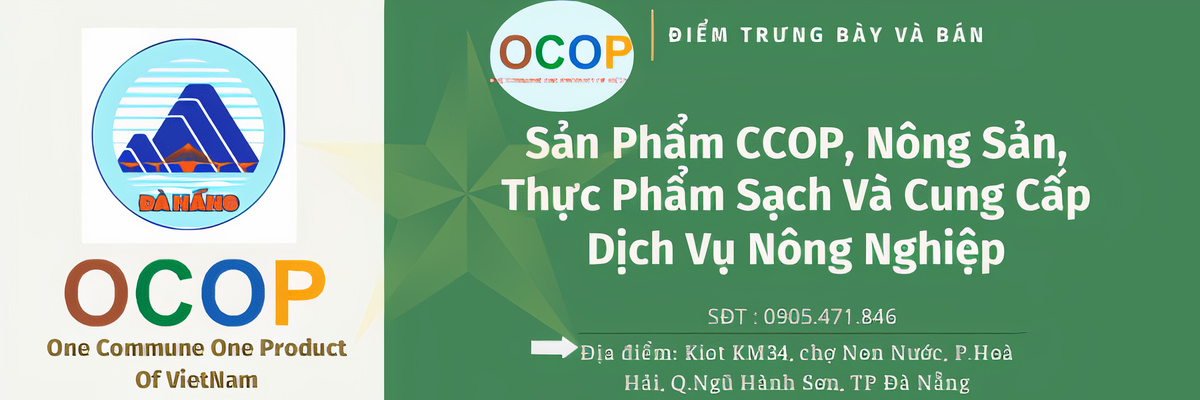 ĐÀ NẴNG
OCOP
One Commune One Product
Of VietNam
OCOP
ĐIỂM TRƯNG BÀY VÀ BÁN
Sản Phẩm CCOP, Nông Sản,
Thực Phẩm Sạch Và Cung Cấp
Dịch Vụ Nông Nghiệp
SĐT : 0905.471.846
Địa điểm: Kiot KM34, chợ Non Nước, P.Hoà
Hải, Q.Ngũ Hành Sơn, TP Đà Nẵng